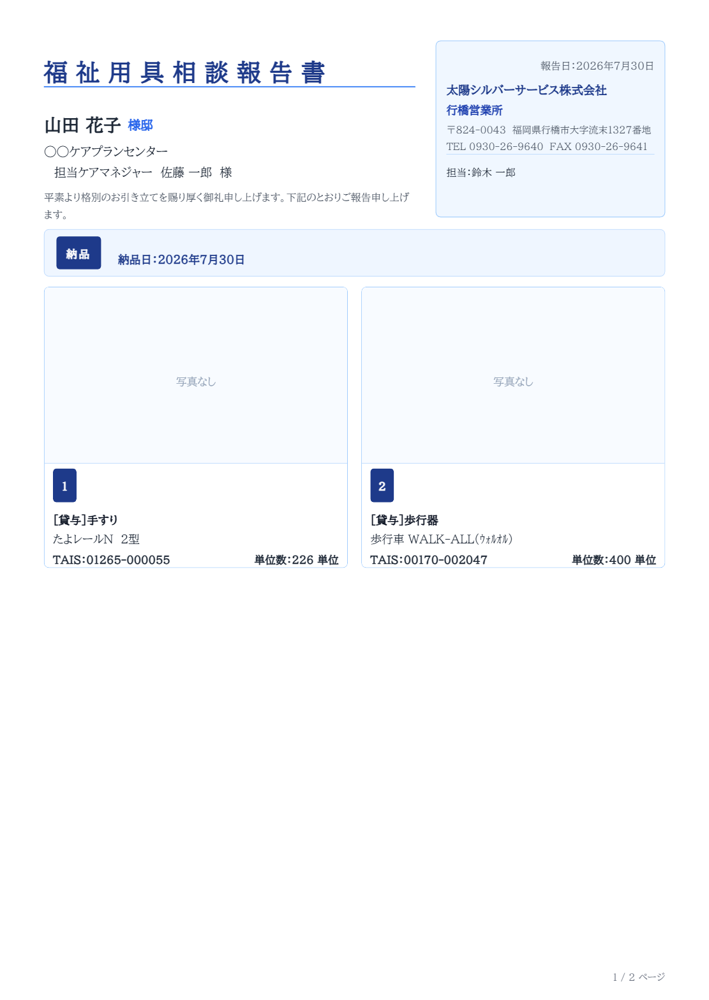 福祉用具相談報告書
山田 花子 様邸
〇〇ケアプランセンター
担当ケアマネジャー 佐藤 一郎 様
平素より格別のお引き立てを賜り厚く御礼申し上げます。下記のとおりご報告申し上げ
ます。
報告日：2026年7月30日
太陽シルバーサービス株式会社
行橋営業所
〒824-0043 福岡県行橋市大字流末1327番地
TEL 0930-26-9640 FAX 0930-26-9641
担当：鈴木 一郎
納品 納品日：2026年7月30日
写真なし
1
［貸与］手すり
たよレールN 2型
TAIS：01265-000055 単位数：226 単位
写真なし
2
［貸与］歩行器
歩行車 WALK-ALL（ｳｫﾙｵﾙ）
TAIS：00170-002047 単位数：400 単位
1 / 2 ページ